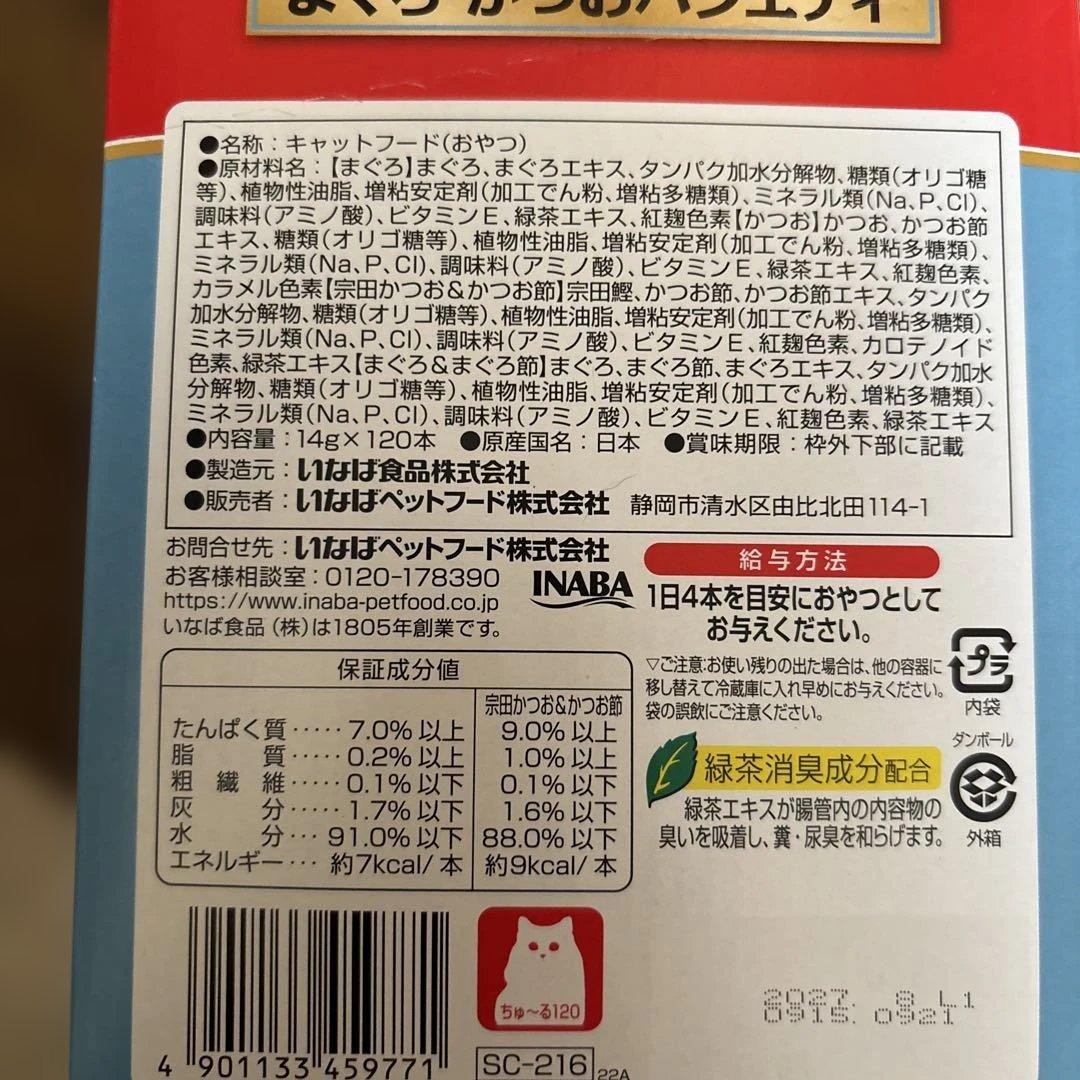 まぐろ かつおバラエティ
●名称：キャットフード（おやつ）
●原材料名：【まぐろ】まぐろ、まぐろエキス、タンパク加水分解物、糖類（オリゴ糖
等）、植物性油脂、増粘安定剤（加工でん粉、増粘多糖類）、ミネラル類（Na、P、Cl）、
調味料（アミノ酸）、ビタミンE、緑茶エキス、紅麹色素【かつお】かつお、かつお節
エキス、糖類（オリゴ糖等）、植物性油脂、増粘安定剤（加工でん粉、増粘多糖類）、
ミネラル類（Na、P、Cl）、調味料（アミノ酸）、ビタミンE、緑茶エキス、紅麹色素、
カラメル色素【宗田かつお＆かつお節】宗田鰹、かつお節、かつお節エキス、タンパク
加水分解物、糖類（オリゴ糖等）、植物性油脂、増粘安定剤（加工でん粉、増粘多糖類）、
ミネラル類（Na、P、Cl）、調味料（アミノ酸）、ビタミンE、紅麹色素、カロテノイド
色素、緑茶エキス【まぐろ＆まぐろ節】まぐろ、まぐろ節、まぐろエキス、タンパク加水
分解物、糖類（オリゴ糖等）、植物性油脂、増粘安定剤（加工でん粉、増粘多糖類）、
ミネラル類（Na、P、Cl）、調味料（アミノ酸）、ビタミンE、紅麹色素、緑茶エキス
●内容量：14g×120本 ●原産国名：日本 ●賞味期限：枠外下部に記載
●製造元：いなば食品株式会社
●販売者：いなばペットフード株式会社 静岡市清水区由比北田114-1
お問合せ先：いなばペットフード株式会社
お客様相談室：0120-178390
https://www.inaba-petfood.co.jp
いなば食品（株）は1805年創業です。
INABA
給与方法
1日4本を目安におやつとして
お与えください。
▽ご注意:お使い残りの出た場合は、他の容器に
移し替えて冷蔵庫に入れ早めにお与えください。
袋の誤飲にご注意ください。
プラ
内袋
保証成分値
宗田かつお＆かつお節
たんぱく質‥‥‥7.0%以上 9.0%以上
脂質‥‥‥0.2%以上 1.0%以上
粗繊維‥‥‥0.1%以下 0.1%以下
灰分‥‥‥1.7%以下 1.6%以下
水分‥‥91.0%以下 88.0%以下
エネルギー‥‥約7kcal/本 約9kcal/本
緑茶消臭成分配合
緑茶エキスが腸管内の内容物の
臭いを吸着し、糞・尿臭を和らげます。
ダンボール
外箱
4 901133 459771
ちゅ〜る120
SC-216
22A
2027. 8 L1
0915. 0921